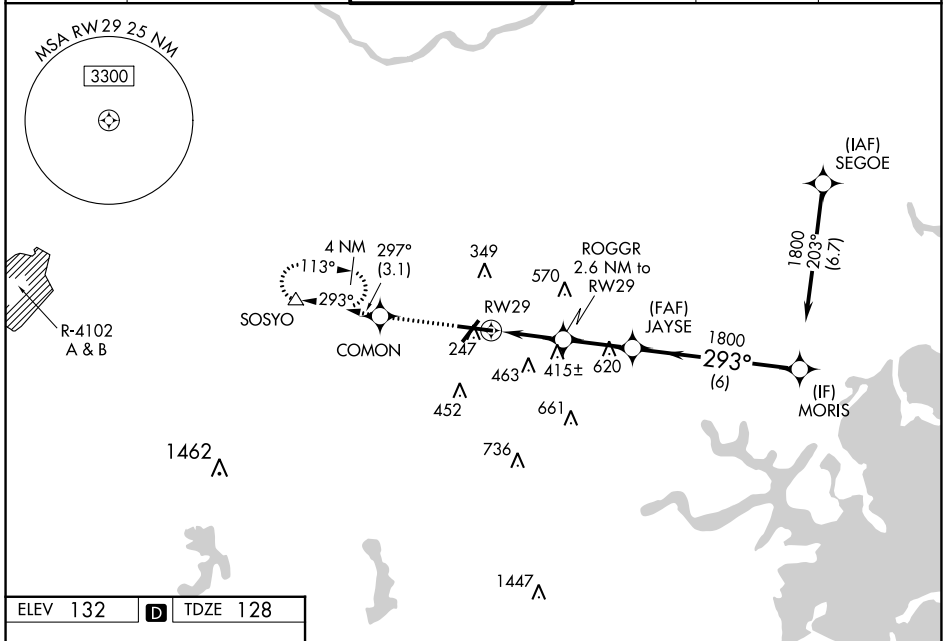 MSA RW29 25 NM
3300
(IAF)
SEGOE
1800
203°
(6.7)
R-4102
A & B
4 NM
113°
293°
297°
(3.1)
SOSYO
COMON
349
570
ROGGR
2.6 NM to
RW29
RW29
(FAF)
JAYSE
1800
293°
(6)
(IF)
MORIS
247
463
415±
620
452
661
736
1462
1447
ELEV 132 D TDZE 128